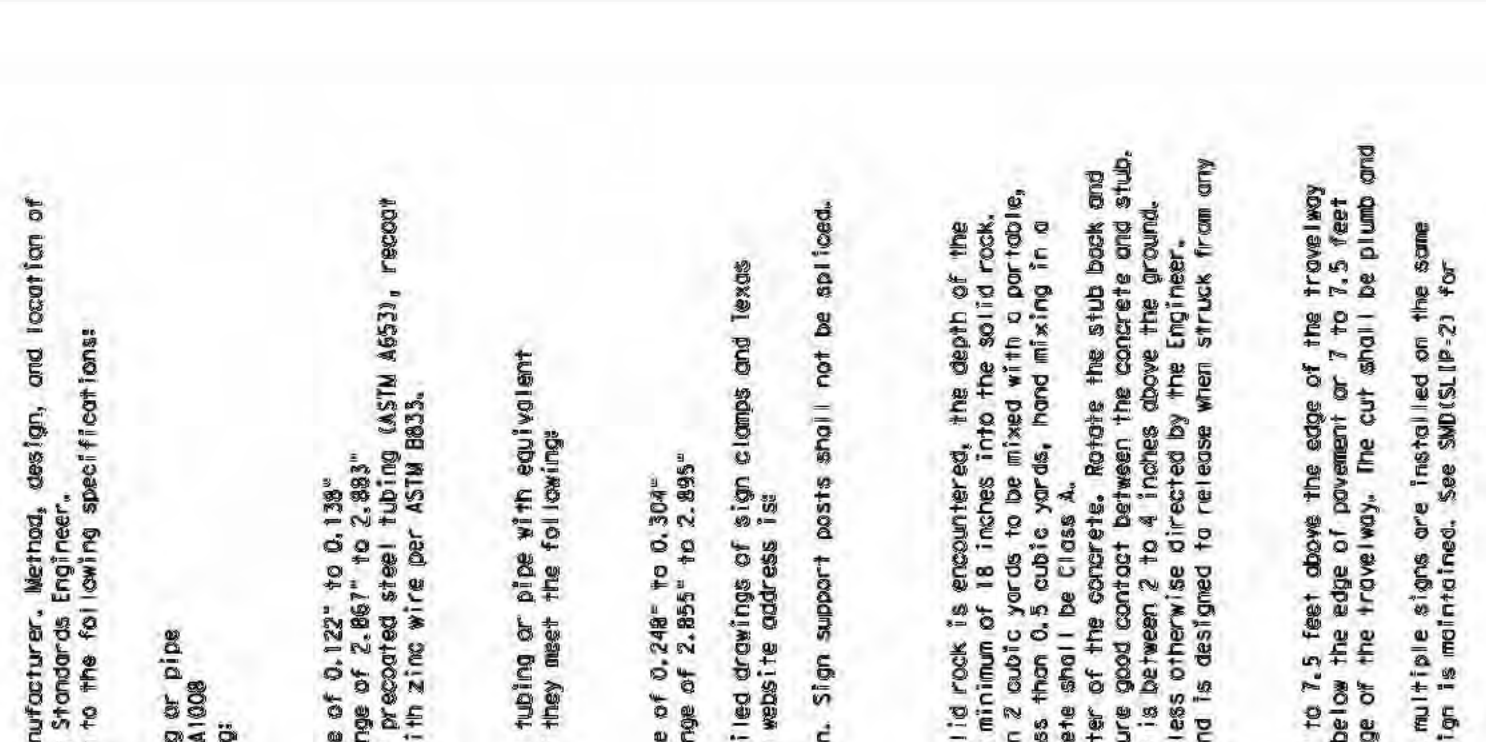 nufacturer. Method, design, and location of
Standards Engineer.
to the following specifications:
g or pipe
A1008
g:
e of 0.122" to 0.138"
nge of 2.867" to 2.883"
precoated steel tubing (ASTM A653), recoat
ith zinc wire per ASTM B833.
tubing or pipe with equivalent
they meet the following:
e of 0.248" to 0.304"
nge of 2.855" to 2.895"
iled drawings of sign clamps and Texas
website address is:
n. Sign support posts shall not be spliced.
lid rock is encountered, the depth of the
minimum of 18 inches into the solid rock.
n 2 cubic yards to be mixed with a portable,
ss than 0.5 cubic yards, hand mixing in a
ete shall be Class A.
ter of the concrete. Rotate the stub back and
ure good contact between the concrete and stub.
is between 2 to 4 inches above the ground.
less otherwise directed by the Engineer.
nd is designed to release when struck from any
to 7.5 feet above the edge of the travelway
below the edge of pavement or 7 to 7.5 feet
ge of the travelway. The cut shall be plumb and
multiple signs are installed on the same
ign is maintained. See SMD(SLIP-2) for